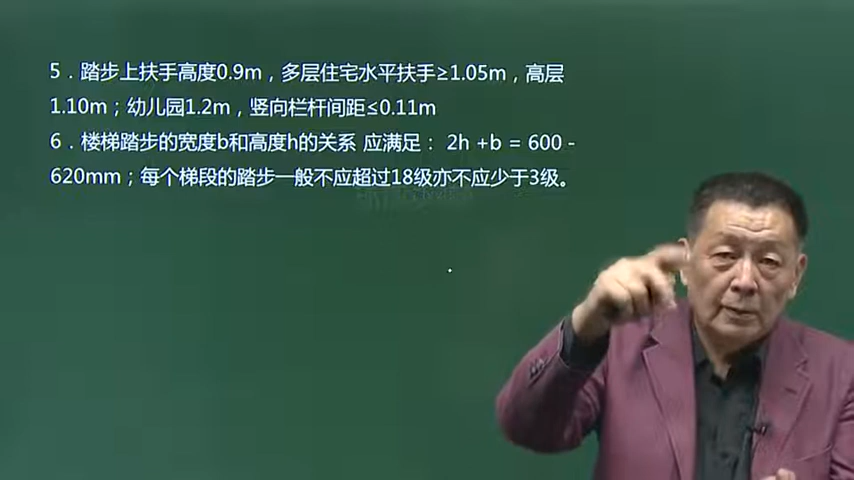 5．踏步上扶手高度0.9m，多层住宅水平扶手≥1.05m，高层
1.10m；幼儿园1.2m，竖向栏杆间距≤0.11m
6．楼梯踏步的宽度b和高度h的关系 应满足： 2h +b = 600 -
620mm；每个梯段的踏步一般不应超过18级亦不应少于3级。